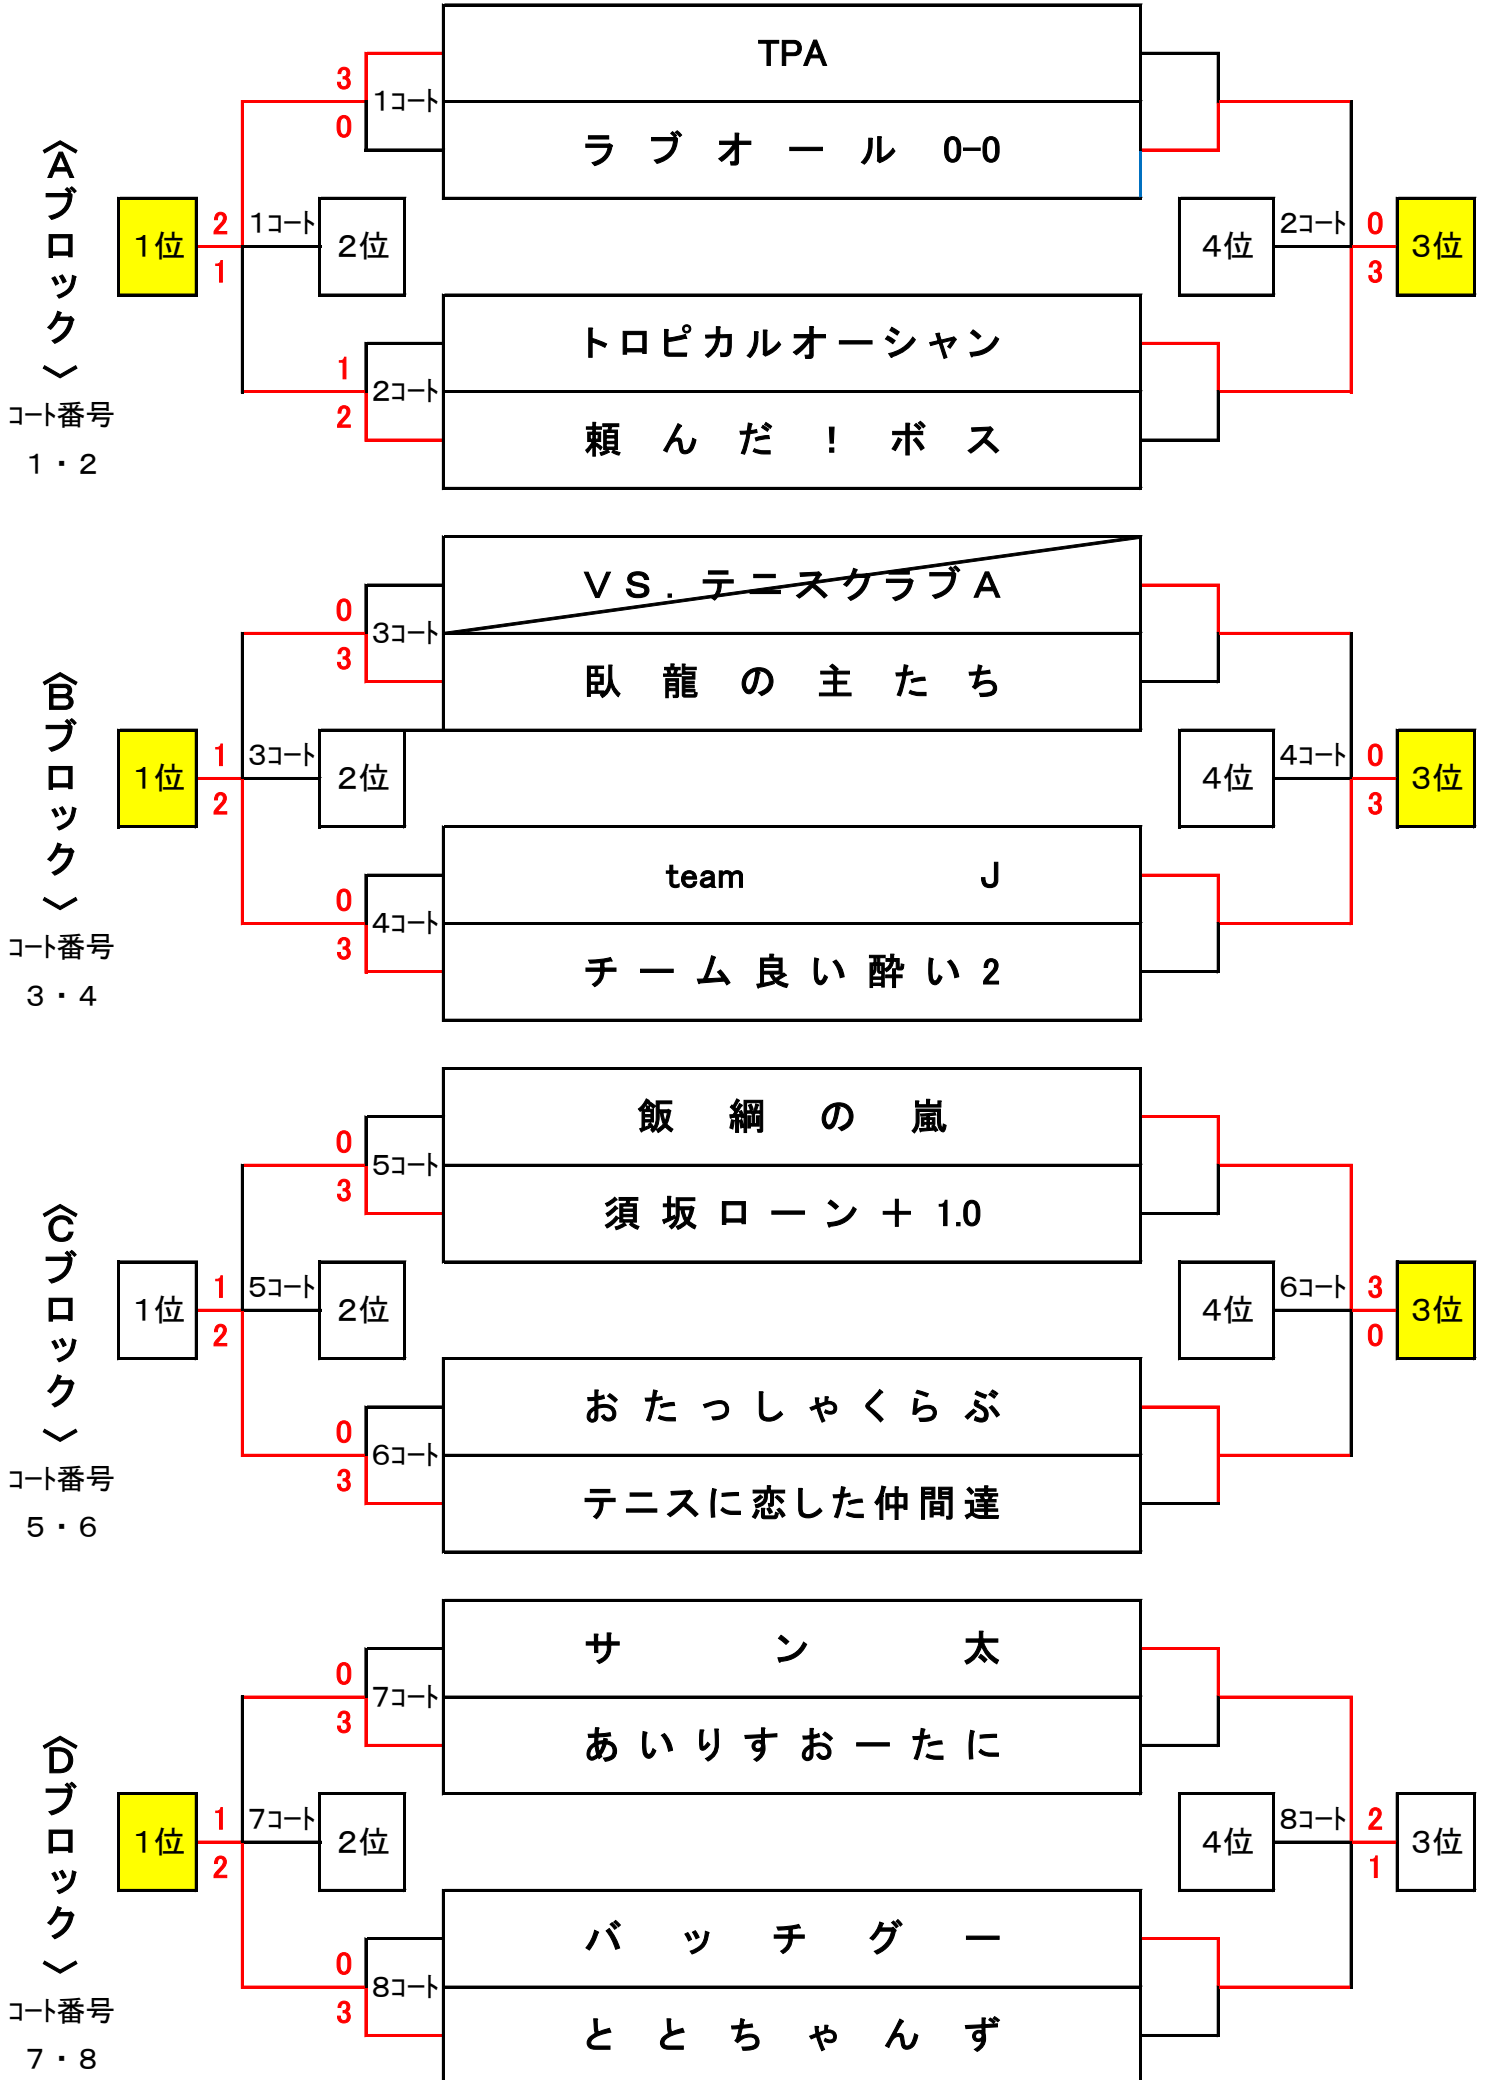 TPA
3
1コート
0
ラブオール 0-0
〈Aブロック〉
1位
2
1
1コート
2位
4位
2コート
0
3
3位
トロピカルオーシャン
1
2コート
2
頼んだ！ボス
コート番号
1・2
VS．テニスクラブA
0
3コート
3
臥龍の主たち
〈Bブロック〉
1位
1
2
3コート
2位
4位
4コート
0
3
3位
team J
0
4コート
3
チーム良い酔い2
コート番号
3・4
飯綱の嵐
0
5コート
3
須坂ローン＋1.0
〈Cブロック〉
1位
1
2
5コート
2位
4位
6コート
3
0
3位
おたっしゃくらぶ
0
6コート
3
テニスに恋した仲間達
コート番号
5・6
サン太
0
7コート
3
あいりすおーたに
〈Dブロック〉
1位
1
2
7コート
2位
4位
8コート
2
1
3位
バッチグー
0
8コート
3
ととちゃんず
コート番号
7・8